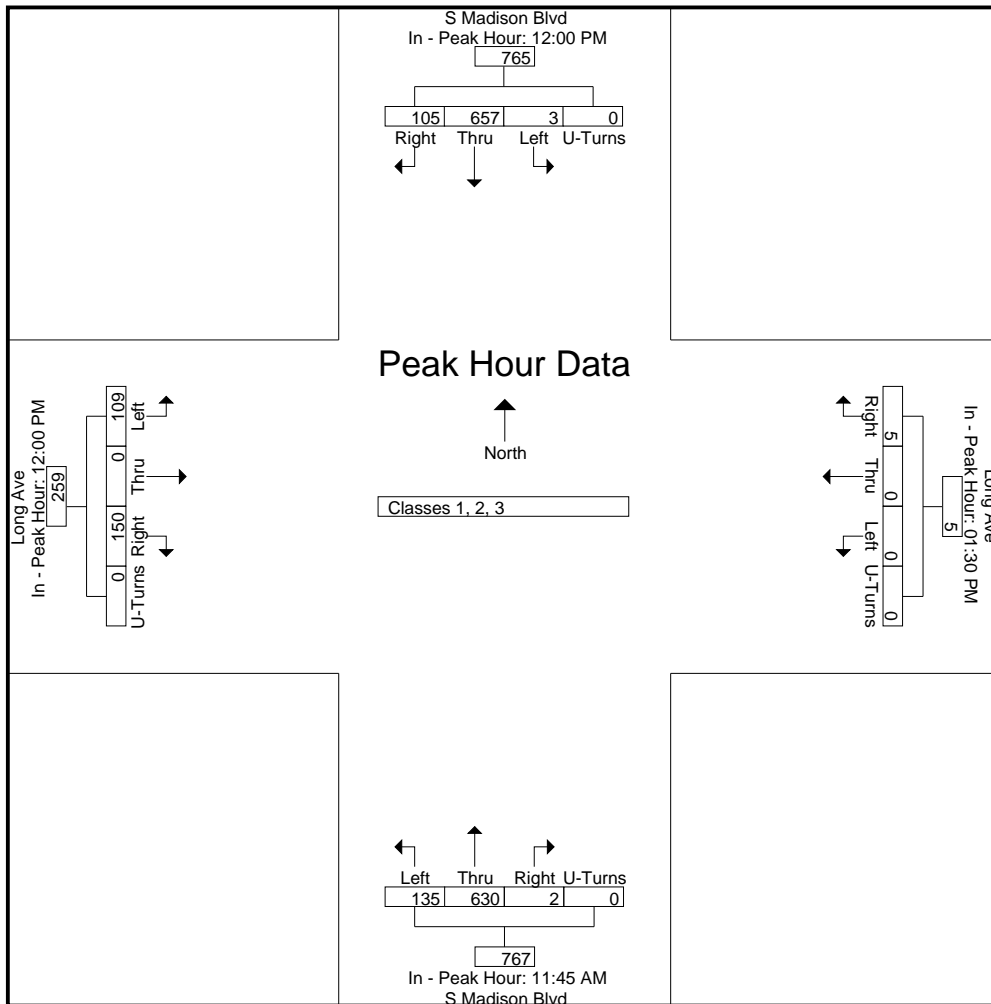 S Madison Blvd
In - Peak Hour: 12:00 PM
765
105 657 3 0
Right Thru Left U-Turns
Peak Hour Data
North
Classes 1, 2, 3
Long Ave
In - Peak Hour: 12:00 PM
259
109 0 150 0
Left Thru Right U-Turns
Long Ave
In - Peak Hour: 01:30 PM
5
5 0 0 0
Right Thru Left U-Turns
Left Thru Right U-Turns
135 630 2 0
767
In - Peak Hour: 11:45 AM
S Madison Blvd